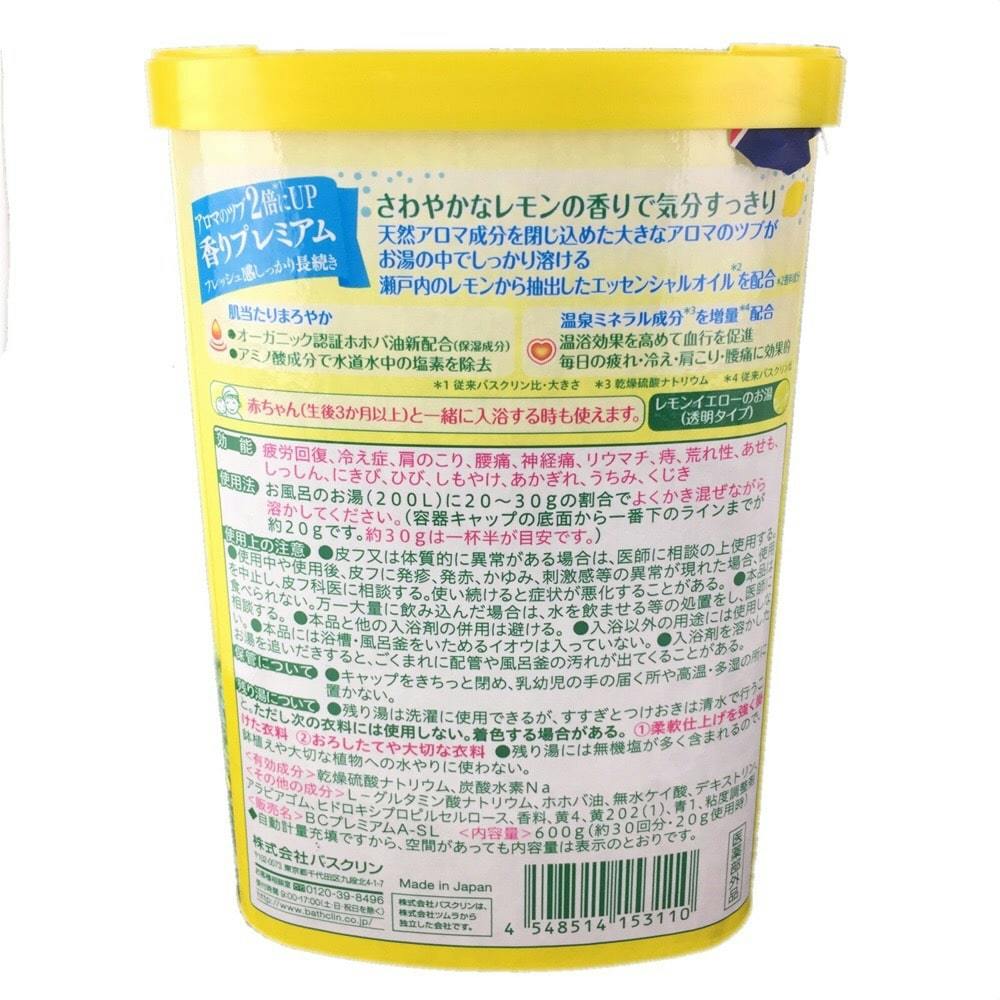 アロマのツブ2倍*1にUP
香りプレミアム
フレッシュ感しっかり長続き
さわやかなレモンの香りで気分すっきり
天然アロマ成分を閉じ込めた大きなアロマのツブが
お湯の中でしっかり溶ける
瀬戸内のレモンから抽出したエッセンシャルオイル*2を配合 *2香料成分
肌当たりまろやか
●オーガニック認証ホホバ油新配合(保湿成分)
●アミノ酸成分で水道水中の塩素を除去
温泉ミネラル成分*3を増量*4配合
温浴効果を高めて血行を促進
毎日の疲れ・冷え・肩こり・腰痛に効果的
*1 従来バスクリン比・大きさ *3 乾燥硫酸ナトリウム *4 従来バスクリン比
赤ちゃん(生後3か月以上)と一緒に入浴する時も使えます。
レモンイエローのお湯
(透明タイプ)
効能 疲労回復、冷え症、肩のこり、腰痛、神経痛、リウマチ、痔、荒れ性、あせも、
しっしん、にきび、ひび、しもやけ、あかぎれ、うちみ、くじき
使用法 お風呂のお湯(200L)に20～30gの割合でよくかき混ぜながら
溶かしてください。(容器キャップの底面から一番下のラインまでが
約20gです。約30gは一杯半が目安です。)
使用上の注意 ●皮フ又は体質的に異常がある場合は、医師に相談の上使用する。
●使用中や使用後、皮フに発疹、発赤、かゆみ、刺激感等の異常が現れた場合、使用
を中止し、皮フ科医に相談する。使い続けると症状が悪化することがある。●本品は
食べられない。万一大量に飲み込んだ場合は、水を飲ませる等の処置をし、医師に
相談する。●本品と他の入浴剤の併用は避ける。●入浴以外の用途には使用しな
い。●本品には浴槽・風呂釜をいためるイオウは入っていない。●入浴剤を溶かした
お湯を追いだきすると、ごくまれに配管や風呂釜の汚れが出てくることがある。
保管について ●キャップをきちっと閉め、乳幼児の手の届く所や高温・多湿の所に
置かない。
残り湯について ●残り湯は洗濯に使用できるが、すすぎとつけおきは清水で行うこ
と。ただし次の衣料には使用しない。着色する場合がある。①柔軟仕上げを強く掛
けた衣料 ②おろしたてや大切な衣料 ●残り湯には無機塩が多く含まれるので、
鉢植えや大切な植物への水やりに使わない。
<有効成分>乾燥硫酸ナトリウム、炭酸水素Na
<その他の成分>L－グルタミン酸ナトリウム、ホホバ油、無水ケイ酸、デキストリン、
アラビアゴム、ヒドロキシプロピルセルロース、香料、黄4、黄202(1)、青1、粘度調整剤
<販売名>BCプレミアムA-SL <内容量>600g(約30回分・20g使用時)
◆自動計量充填ですから、空間があっても内容量は表示のとおりです。
株式会社バスクリン
〒102-0073 東京都千代田区九段北4-1-7
お客様相談室 0120-39-8496
受付時間 9:00-17:00(土・日・祝日を除く)
http://www.bathclin.co.jp/
Made in Japan
株式会社バスクリンは、
株式会社ツムラから
独立した会社です。
4 548514 153110
医薬部外品